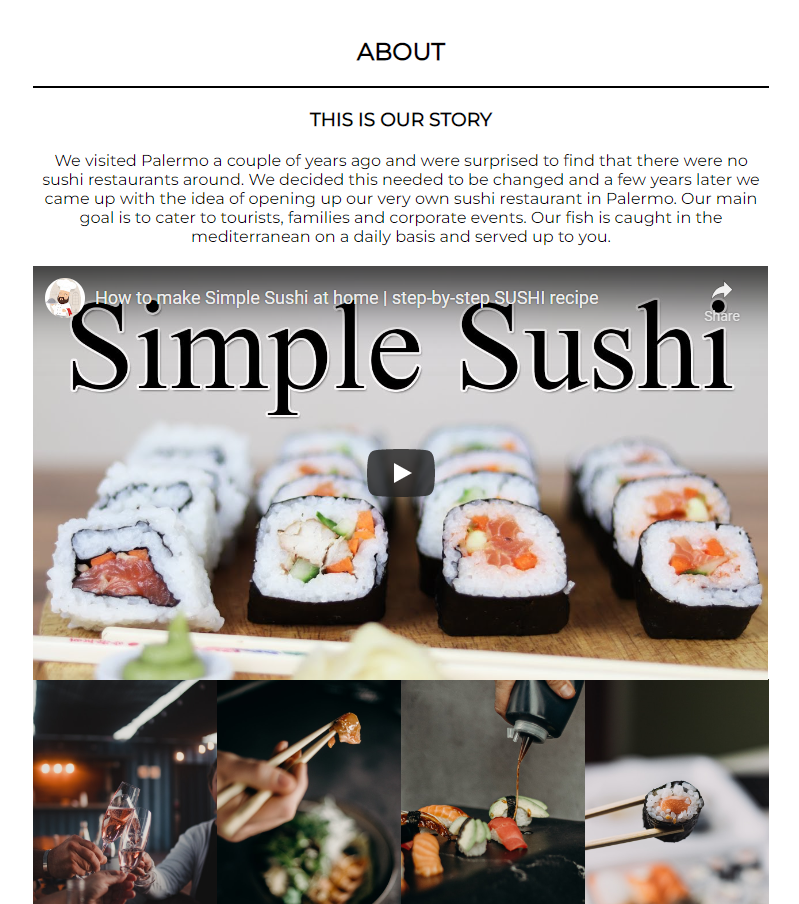 ABOUT
THIS IS OUR STORY
We visited Palermo a couple of years ago and were surprised to find that there were no
sushi restaurants around. We decided this needed to be changed and a few years later we
came up with the idea of opening up our very own sushi restaurant in Palermo. Our main
goal is to cater to tourists, families and corporate events. Our fish is caught in the
mediterranean on a daily basis and served up to you.
How to make Simple Sushi at home | step-by-step SUSHI recipe
Share
Simple Sushi